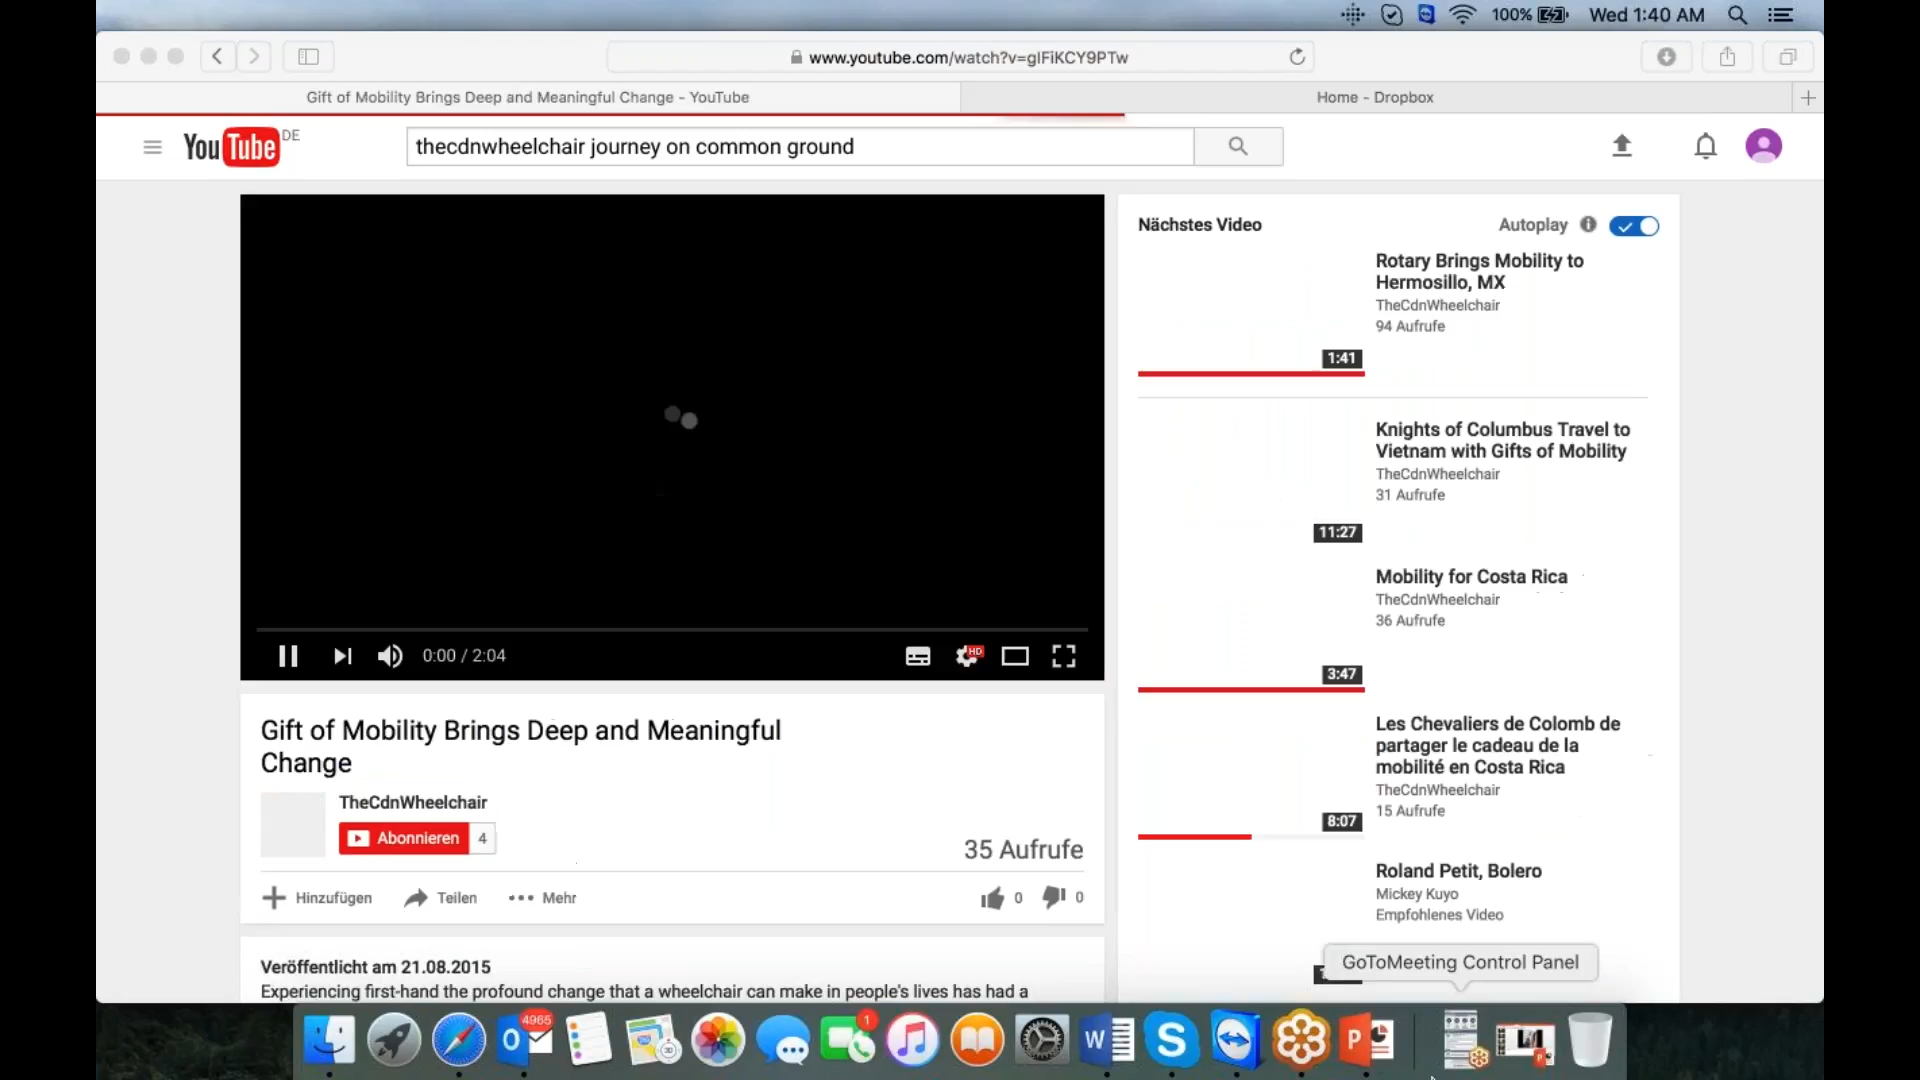 100% Wed 1:40 AM
www.youtube.com/watch?v=gIFiKCY9PTw
Gift of Mobility Brings Deep and Meaningful Change - YouTube
Home - Dropbox
YouTube DE
thecdnwheelchair journey on common ground
Nächstes Video
Autoplay
Rotary Brings Mobility to
Hermosillo, MX
TheCdnWheelchair
94 Aufrufe
1:41
Knights of Columbus Travel to
Vietnam with Gifts of Mobility
TheCdnWheelchair
31 Aufrufe
11:27
Mobility for Costa Rica
TheCdnWheelchair
36 Aufrufe
3:47
Les Chevaliers de Colomb de
partager le cadeau de la
mobilité en Costa Rica
TheCdnWheelchair
15 Aufrufe
8:07
Roland Petit, Bolero
Mickey Kuyo
Empfohlenes Video
0:00 / 2:04
HD
Gift of Mobility Brings Deep and Meaningful
Change
TheCdnWheelchair
Abonnieren 4
35 Aufrufe
Hinzufügen Teilen Mehr
0 0
Veröffentlicht am 21.08.2015
Experiencing first-hand the profound change that a wheelchair can make in people's lives has had a
GoToMeeting Control Panel
4965
1